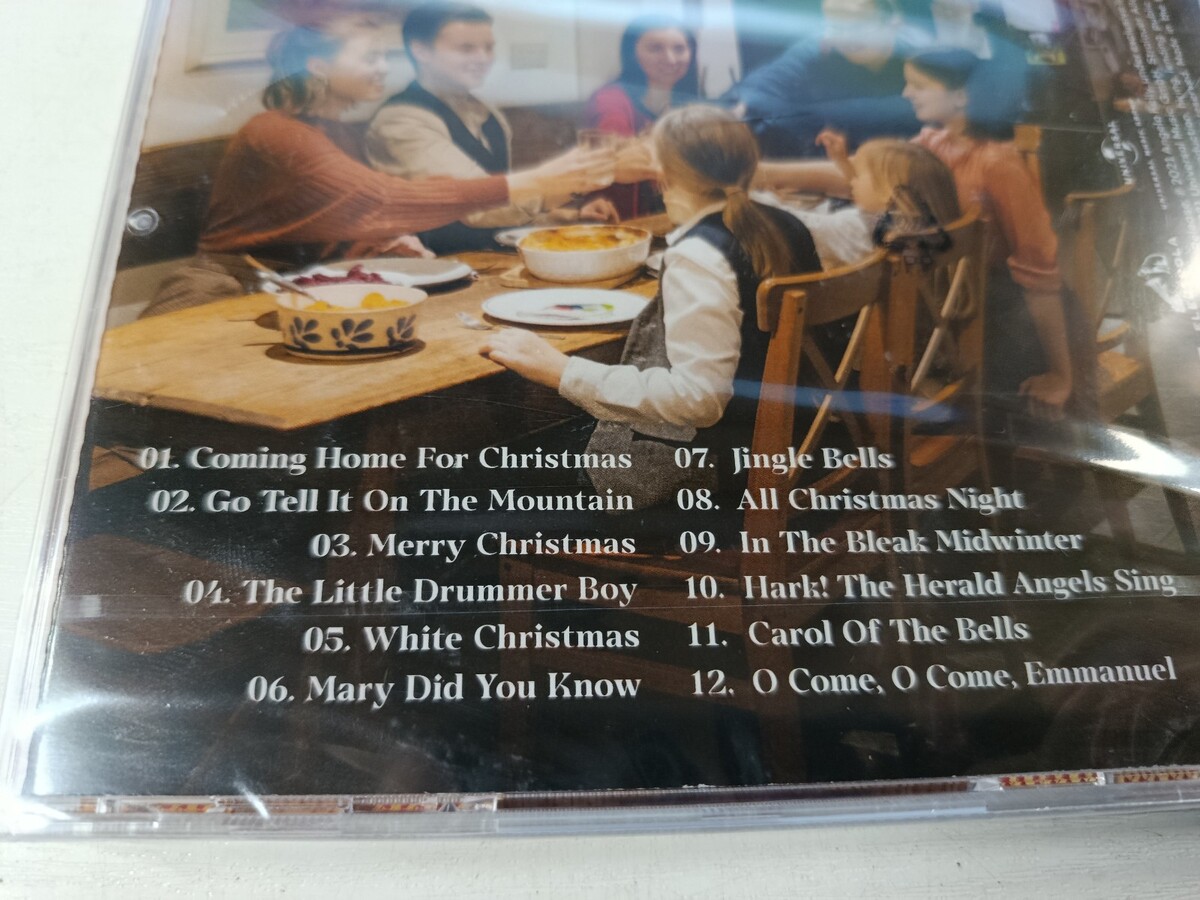 01. Coming Home For Christmas
02. Go Tell It On The Mountain
03. Merry Christmas
04. The Little Drummer Boy
05. White Christmas
06. Mary Did You Know
07. Jingle Bells
08. All Christmas Night
09. In The Bleak Midwinter
10. Hark! The Herald Angels Sing
11. Carol Of The Bells
12. O Come, O Come, Emmanuel
UNIVERSAL